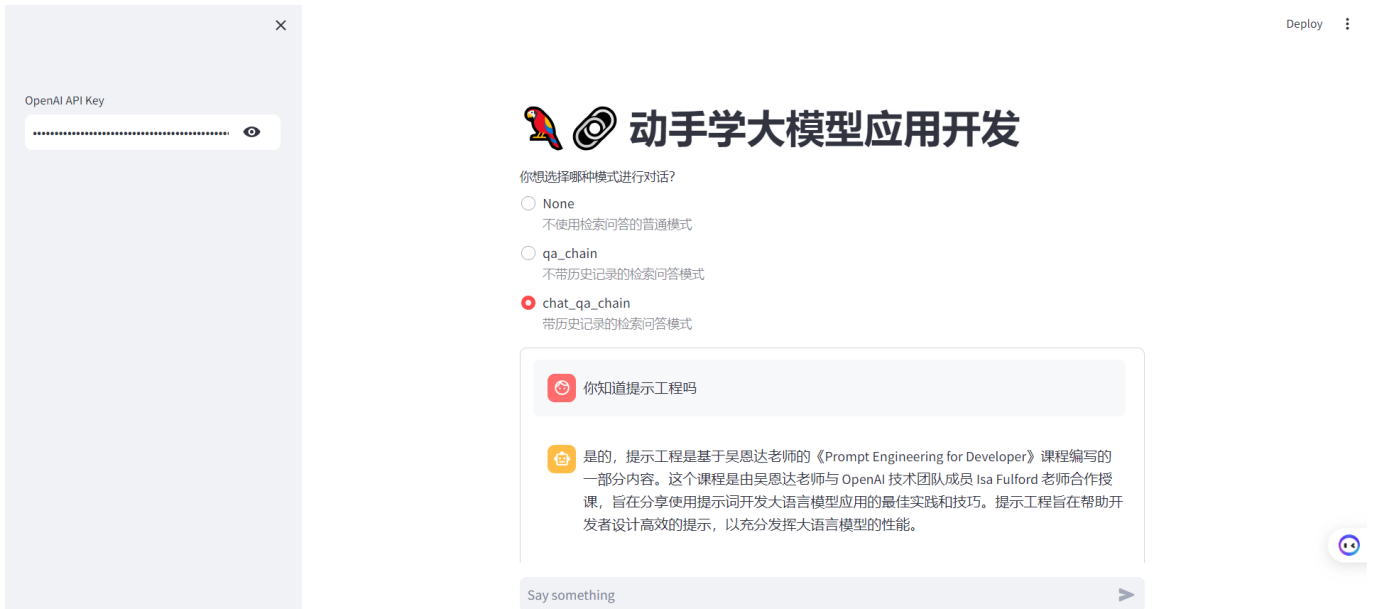 Deploy
OpenAI API Key
动手学大模型应用开发
你想选择哪种模式进行对话?
None
不使用检索问答的普通模式
qa_chain
不带历史记录的检索问答模式
chat_qa_chain
带历史记录的检索问答模式
你知道提示工程吗
是的，提示工程是基于吴恩达老师的《Prompt Engineering for Developer》课程编写的
一部分内容。这个课程是由吴恩达老师与 OpenAI 技术团队成员 Isa Fulford 老师合作授
课，旨在分享使用提示词开发大语言模型应用的最佳实践和技巧。提示工程旨在帮助开
发者设计高效的提示，以充分发挥大语言模型的性能。
Say something